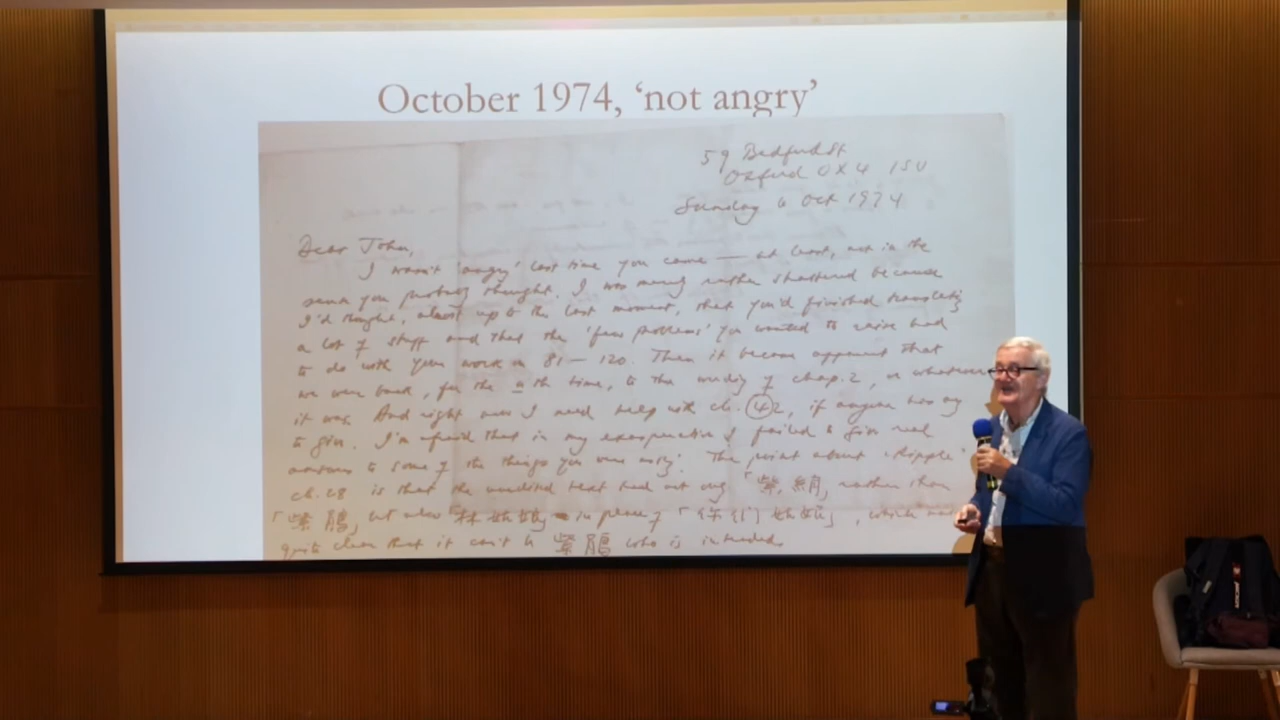 October 1974, ‘not angry’
59 Bedford St
Oxford OX4 1SU
Sunday 6 Oct 1974
Dear John,
I wasn't 'angry' last time you came — at least, not in the
sense you probably thought. I was merely rather shattered because
I'd thought, almost up to the last moment, that you'd finished translating
a lot of stuff and that the 'few problems' you wanted to raise had
to do with your work on 81–120. Then it became apparent that
we were back, for the nth time, to the of chap. 2, or whatever
it was. And right now I need help with ch. 42, if anyone has any
to give. I'm afraid that in my exasperation I failed to give real
answers to some of the things you were . The point about 'ripple'
ch. 28 is that the text had not only 「紫鵑, rather than
「紫鵑, but also 「林姑娘」 in place of 「你们姑娘」, which
quite clear that it can't be 紫鵑 who is intended.